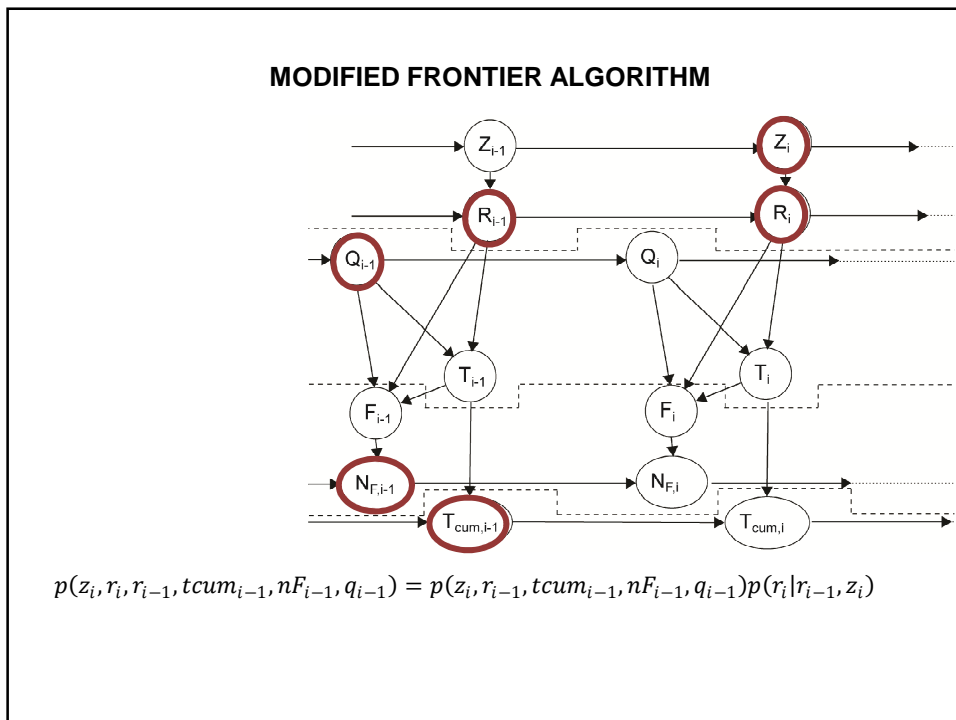 MODIFIED FRONTIER ALGORITHM
Z_{i-1} Z_i
R_{i-1} R_i
Q_{i-1} Q_i
T_{i-1} T_i
F_{i-1} F_i
N_{F,i-1} N_{F,i}
T_{cum,i-1} T_{cum,i}
p(z_i, r_i, r_{i-1}, tcum_{i-1}, nF_{i-1}, q_{i-1}) = p(z_i, r_{i-1}, tcum_{i-1}, nF_{i-1}, q_{i-1})p(r_i|r_{i-1}, z_i)